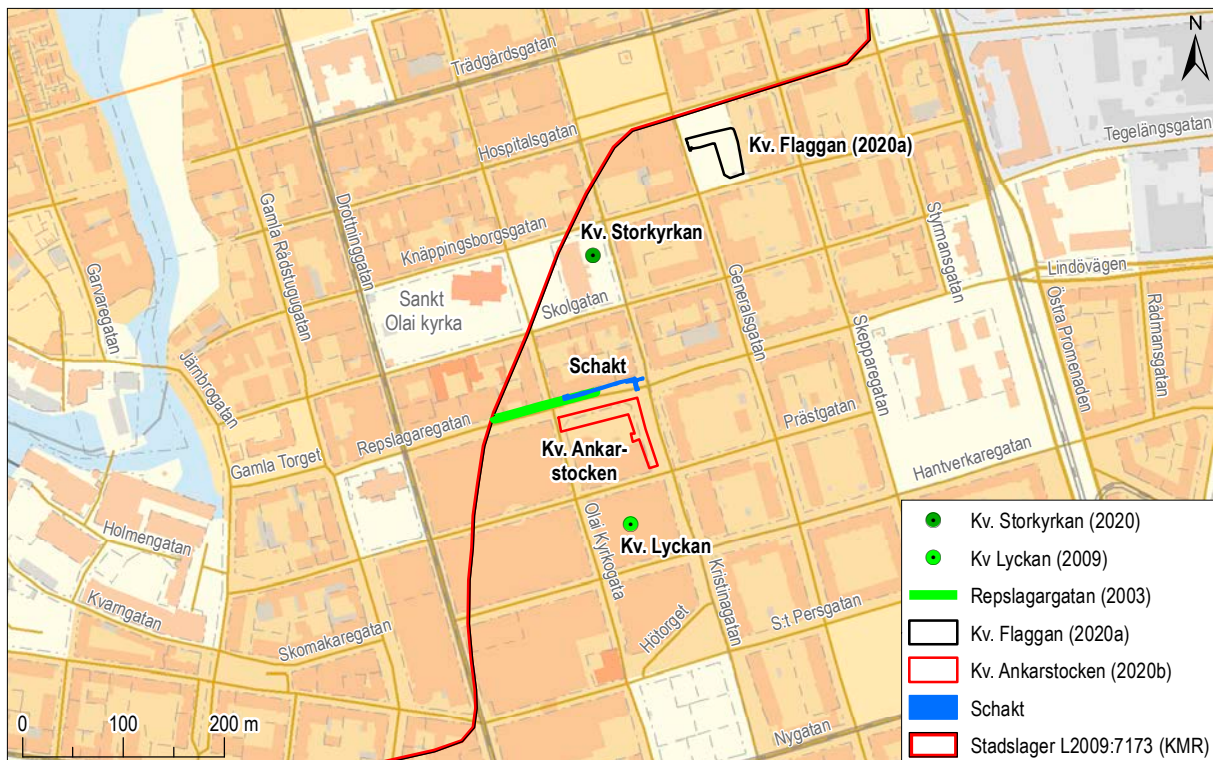 N
Trädgårdsgatan
Tegelängsgatan
Hospitalsgatan
Kv. Flaggan (2020a)
Gamla Rådstugugatan
Drottninggatan
Knäppingsborgsgatan
Kv. Storkyrkan
Styrmansgatan
Lindövägen
Garvaregatan
Sankt
Olai kyrka
Skolgatan
Generalsgatan
Skepparegatan
Östra Promenaden
Rådmansgatan
Järnbrogatan
Schakt
Prästgatan
Repslagaregatan
Gamla Torget
Kv. Ankar-
stocken
Hantverkaregatan
Holmengatan
Olai Kyrkogata
Kv. Lyckan
Kristinagatan
Kvarngatan
Skomakaregatan
Hötorget
S:t Persgatan
Nygatan
0 100 200 m
Kv. Storkyrkan (2020)
Kv Lyckan (2009)
Repslagargatan (2003)
Kv. Flaggan (2020a)
Kv. Ankarstocken (2020b)
Schakt
Stadslager L2009:7173 (KMR)